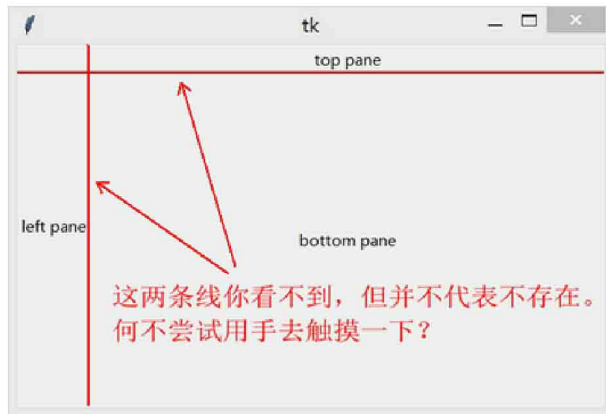 tk
top pane
left pane
bottom pane
这两条线你看不到，但并不代表不存在。
何不尝试用手去触摸一下？